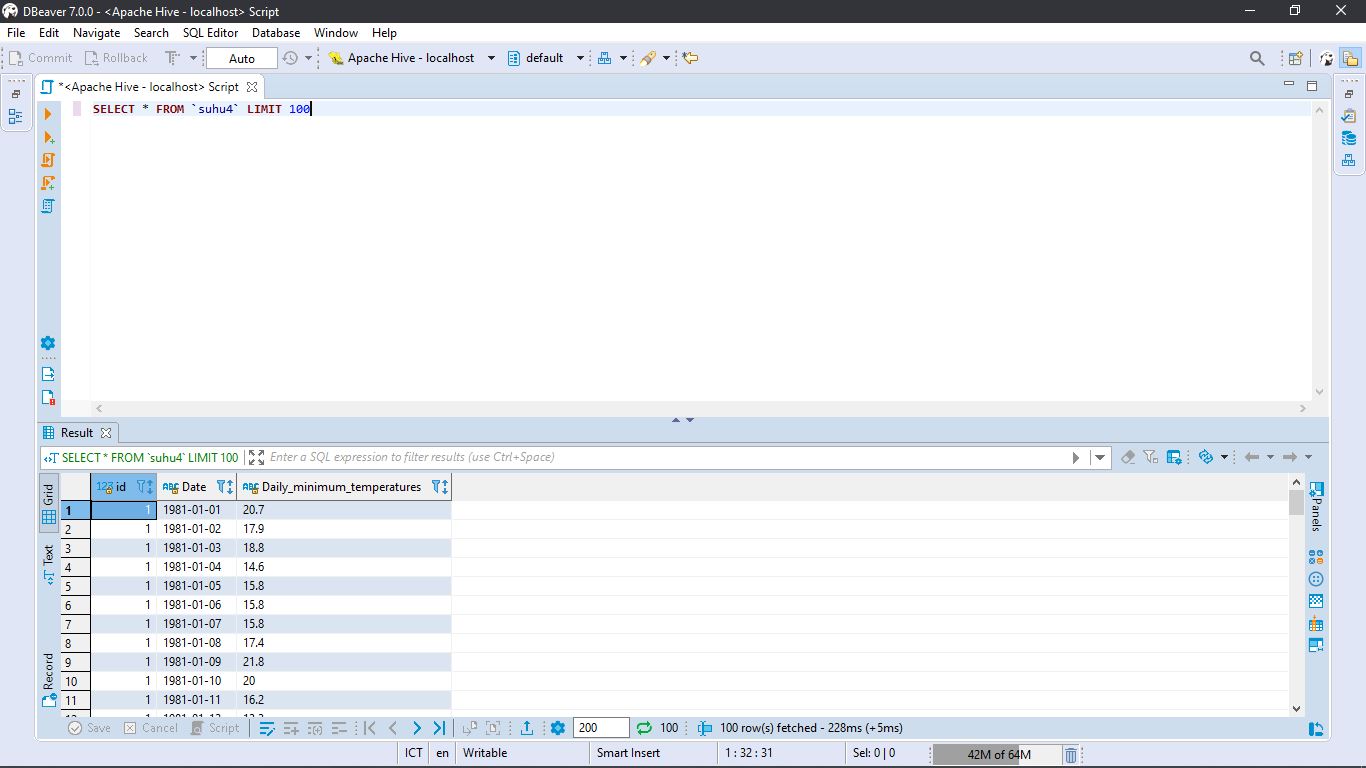 DBeaver 7.0.0 - <Apache Hive - localhost> Script
File Edit Navigate Search SQL Editor Database Window Help
Commit Rollback Auto Apache Hive - localhost default
*<Apache Hive - localhost> Script
SELECT * FROM `suhu4` LIMIT 100
Result
SELECT * FROM `suhu4` LIMIT 100 Enter a SQL expression to filter results (use Ctrl+Space)
Grid
Text
Record
Panels
123 id ABC Date ABC Daily_minimum_temperatures
1 1 1981-01-01 20.7
2 1 1981-01-02 17.9
3 1 1981-01-03 18.8
4 1 1981-01-04 14.6
5 1 1981-01-05 15.8
6 1 1981-01-06 15.8
7 1 1981-01-07 15.8
8 1 1981-01-08 17.4
9 1 1981-01-09 21.8
10 1 1981-01-10 20
11 1 1981-01-11 16.2
Save Cancel Script 200 100 100 row(s) fetched - 228ms (+5ms)
ICT en Writable Smart Insert 1 : 32 : 31 Sel: 0 | 0 42M of 64M